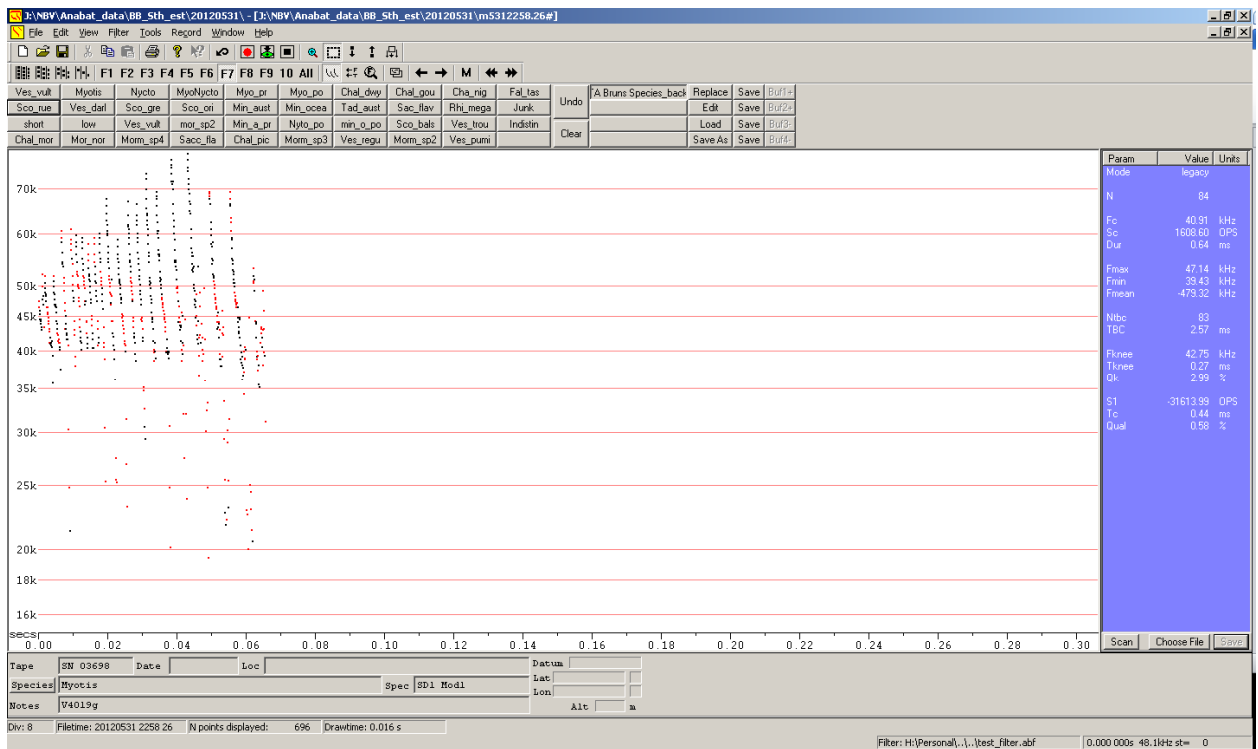 J:\NBV\Anabat_data\BB_Sth_est\20120531\ - [J:\NBV\Anabat_data\BB_Sth_est\20120531\m5312258.26#]
File Edit View Filter Tools Record Window Help
F1 F2 F3 F4 F5 F6 F7 F8 F9 10 All M
Ves_vult Myotis Nycto MyoNycto Myo_pr Myo_po Chal_dwy Chal_gou Cha_nig Fal_tas Undo A Bruns Species_back Replace Save Buf1+
Sco_rue Ves_darl Sco_gre Sco_ori Min_aust Min_ocea Tad_aust Sac_flav Rhi_mega Junk Edit Save Buf2+
short low Ves_vult mor_sp2 Min_a_pr Nyto_po min_o_po Sco_bals Ves_trou Indistin Clear Load Save Buf3-
Chal_mor Mor_nor Morm_sp4 Sacc_fla Chal_pic Morm_sp3 Ves_regu Morm_sp2 Ves_pumi Save As Save Buf4-
Param Value Units
Mode legacy
N 84
Fc 40.91 kHz
Sc 1608.60 OPS
Dur 0.64 ms
Fmax 47.14 kHz
Fmin 39.43 kHz
Fmean -479.32 kHz
Ntbc 83
TBC 2.57 ms
Fknee 42.75 kHz
Tknee 0.27 ms
Qk 2.99 %
S1 -31613.99 OPS
Tc 0.44 ms
Qual 0.58 %
Scan Choose File Save
70k
60k
50k
45k
40k
35k
30k
25k
20k
18k
16k
secs
0.00 0.02 0.04 0.06 0.08 0.10 0.12 0.14 0.16 0.18 0.20 0.22 0.24 0.26 0.28 0.30
Tape SN 03698 Date Loc Datum
Species Myotis Spec SD1 Mod1 Lat
Lon
Notes V4019g Alt m
Div: 8 Filetime: 20120531 2258 26 N points displayed: 696 Drawtime: 0.016 s
Filter: H:\Personal\..\..\test_filter.abf 0.000 000s 48.1kHz st= 0